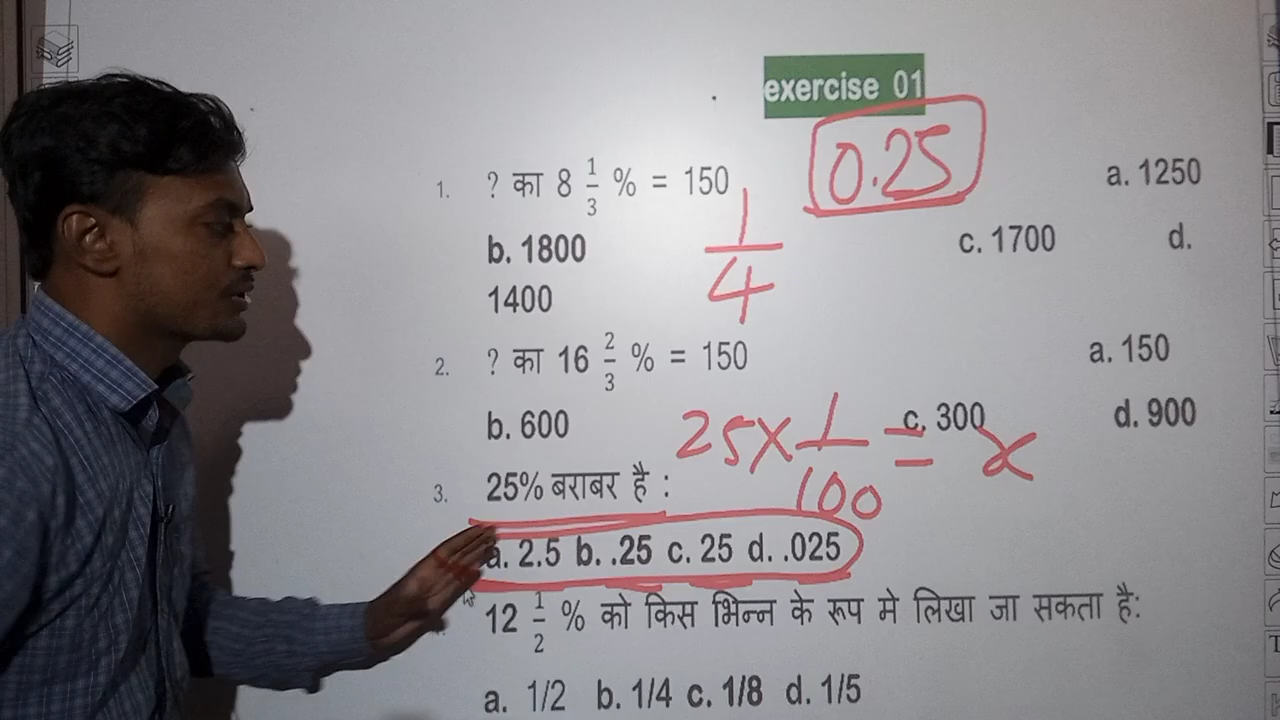 exercise 01
0.25
1. ? का 8 1/3 % = 150 a. 1250
1/4
b. 1800 c. 1700 d.
1400
2. ? का 16 2/3 % = 150 a. 150
b. 600 c. 300 d. 900
25 × 1/100 = x
3. 25% बराबर है :
a. 2.5 b. .25 c. 25 d. .025
12 1/2 % को किस भिन्न के रूप मे लिखा जा सकता है:
a. 1/2 b. 1/4 c. 1/8 d. 1/5